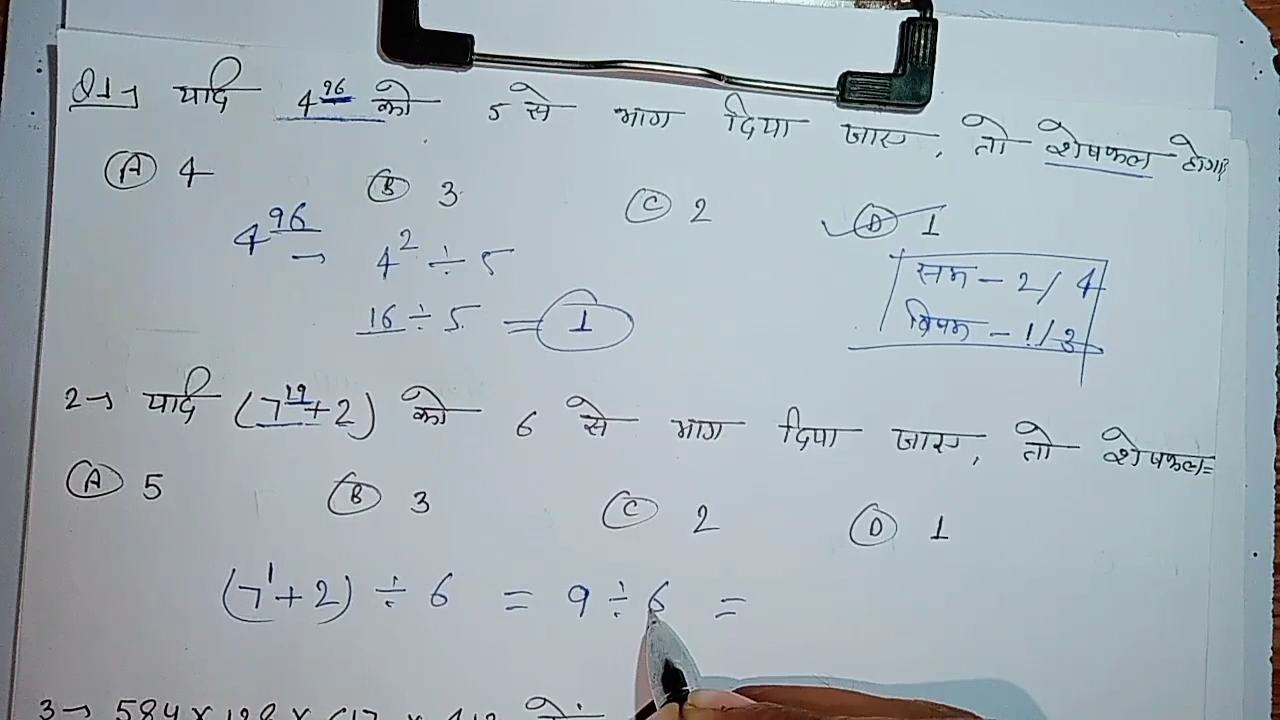 Q1→ यदि 4^96 को 5 से भाग दिया जाए, तो शेषफल होगा?
Ⓐ 4 Ⓑ 3 Ⓒ 2 Ⓓ 1
4^96 → 4^2 ÷ 5
16 ÷ 5 = 1
सम - 2/4
विषम - 1/3
2→ यदि (7^19+2) को 6 से भाग दिया जाए, तो शेषफल=
Ⓐ 5 Ⓑ 3 Ⓒ 2 Ⓓ 1
(7^1+2) ÷ 6 = 9 ÷ 6 =
3→ 584 x